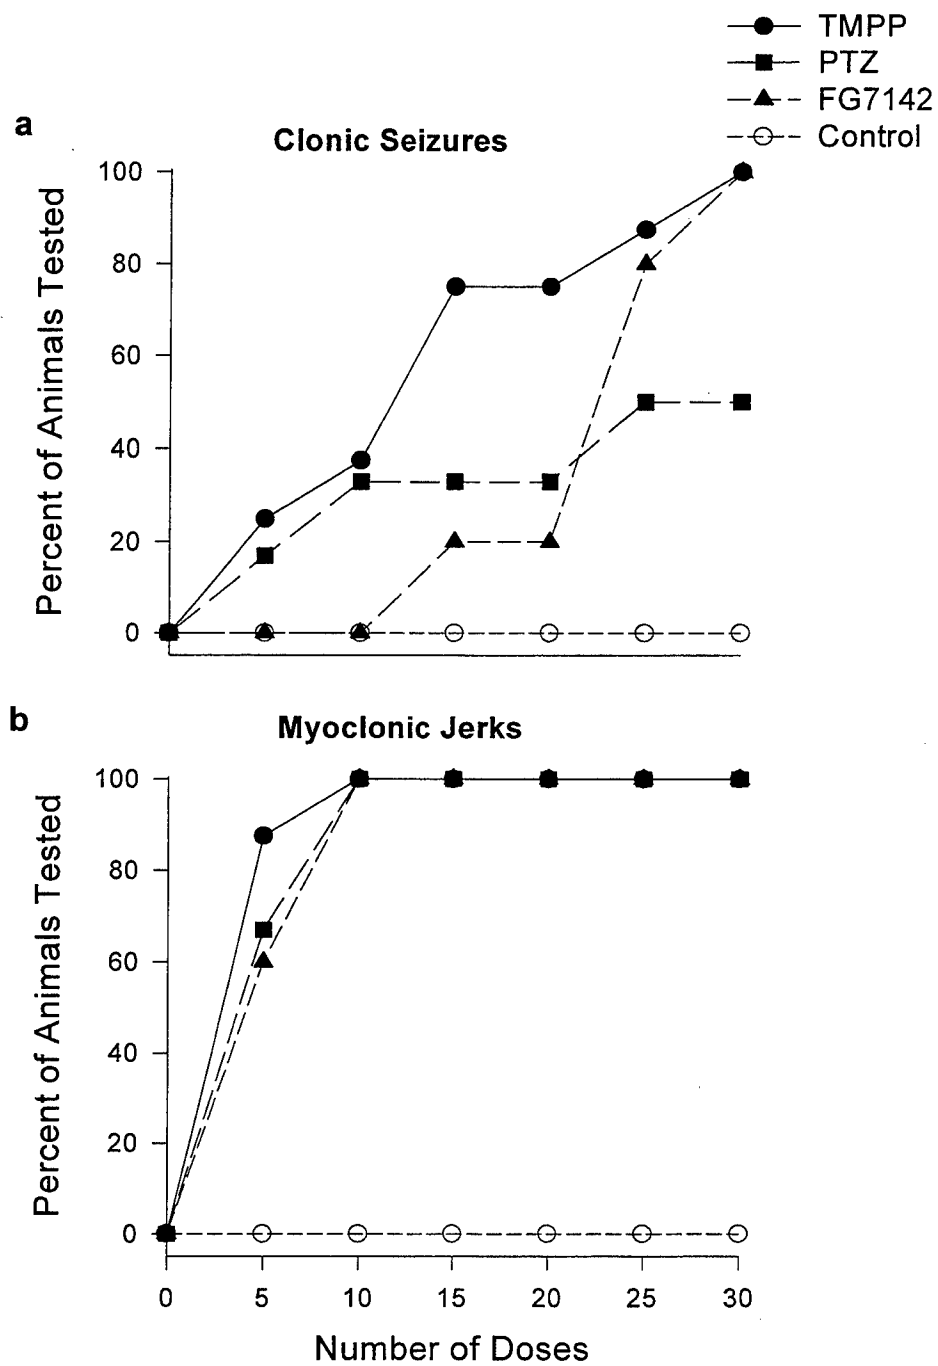 TMPP
PTZ
FG7142
Control
a
Clonic Seizures
Percent of Animals Tested
100
80
60
40
20
0
b
Myoclonic Jerks
Percent of Animals Tested
100
80
60
40
20
0
0 5 10 15 20 25 30
Number of Doses